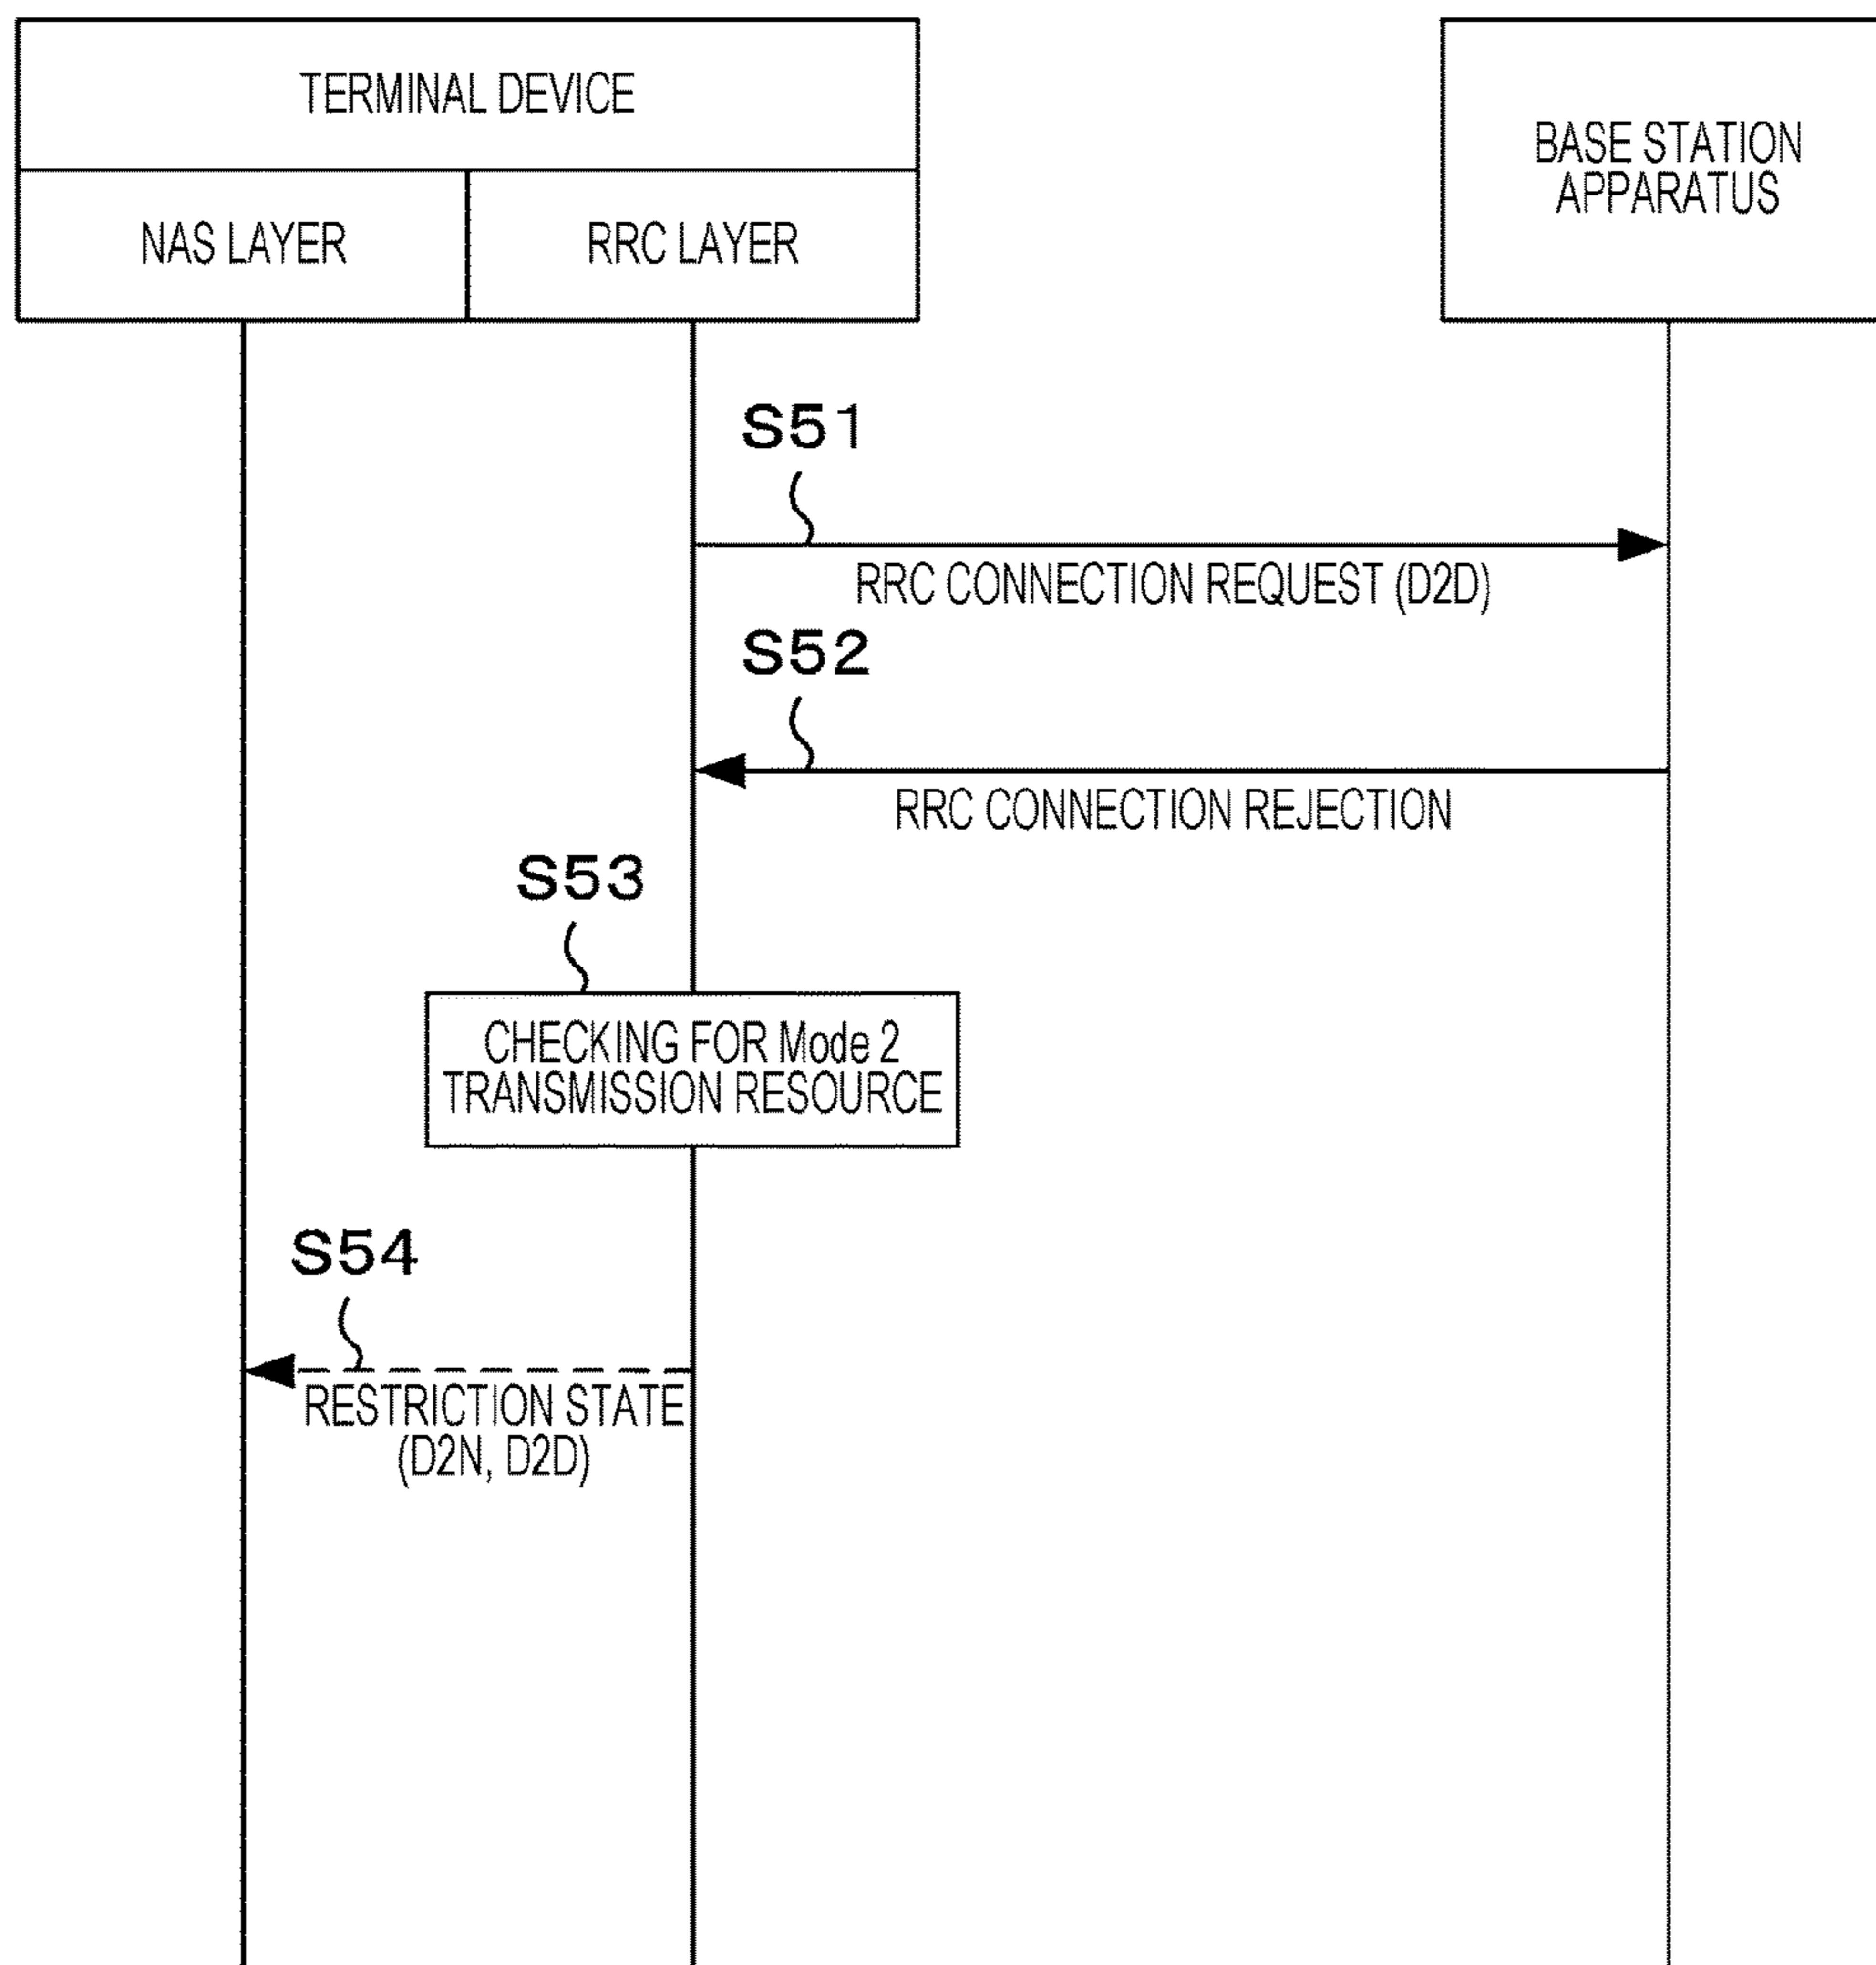 TERMINAL DEVICE
NAS LAYER
RRC LAYER
BASE STATION
APPARATUS
S51
RRC CONNECTION REQUEST (D2D)
S52
RRC CONNECTION REJECTION
S53
CHECKING FOR Mode 2
TRANSMISSION RESOURCE
S54
RESTRICTION STATE
(D2N, D2D)